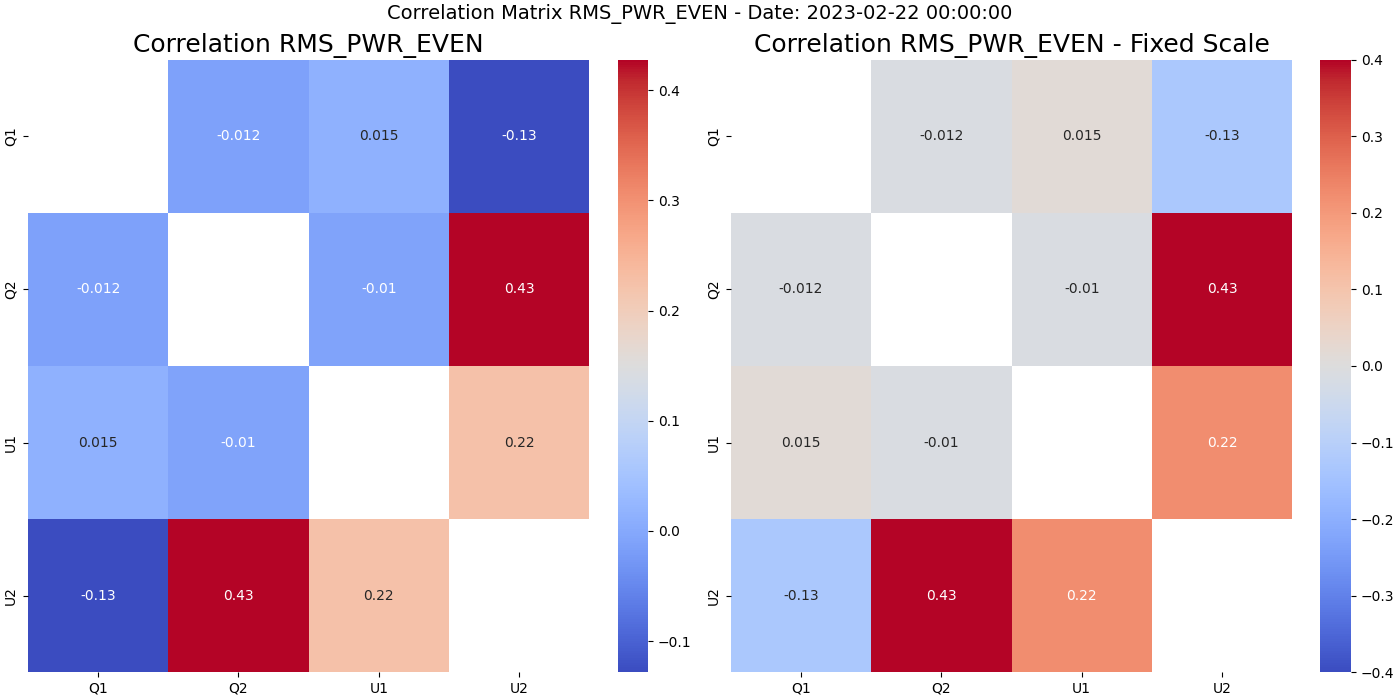 Correlation Matrix RMS_PWR_EVEN - Date: 2023-02-22 00:00:00
Correlation RMS_PWR_EVEN
Q1 -0.012 0.015 -0.13
Q2 -0.012 -0.01 0.43
U1 0.015 -0.01 0.22
U2 -0.13 0.43 0.22
Q1 Q2 U1 U2
0.4
0.3
0.2
0.1
0.0
−0.1
Correlation RMS_PWR_EVEN - Fixed Scale
Q1 -0.012 0.015 -0.13
Q2 -0.012 -0.01 0.43
U1 0.015 -0.01 0.22
U2 -0.13 0.43 0.22
Q1 Q2 U1 U2
0.4
0.3
0.2
0.1
0.0
−0.1
−0.2
−0.3
−0.4